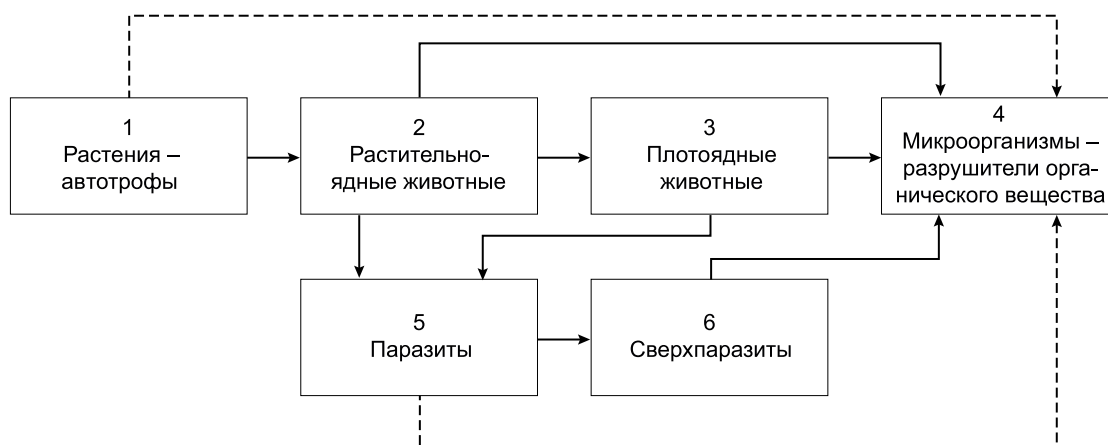 1
Растения –
автотрофы
2
Растительно-
ядные животные
3
Плотоядные
животные
4
Микроорганизмы –
разрушители орга-
нического вещества
5
Паразиты
6
Сверхпаразиты